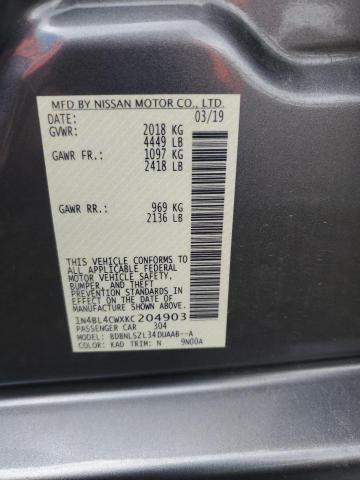 MFD BY NISSAN MOTOR CO., LTD.
DATE: 03/19
GVWR: 2018 KG
4449 LB
GAWR FR.: 1097 KG
2418 LB
GAWR RR.: 969 KG
2136 LB
THIS VEHICLE CONFORMS TO
ALL APPLICABLE FEDERAL
MOTOR VEHICLE SAFETY,
BUMPER, AND THEFT
PREVENTION STANDARDS
IN EFFECT ON THE DATE OF
MANUFACTURE SHOWN ABOVE.
1N4BL4CWXKC204903
PASSENGER CAR 304
MODEL: BDBNLSZL34DUAAB--A
COLOR: KAD TRIM: N 9N00A